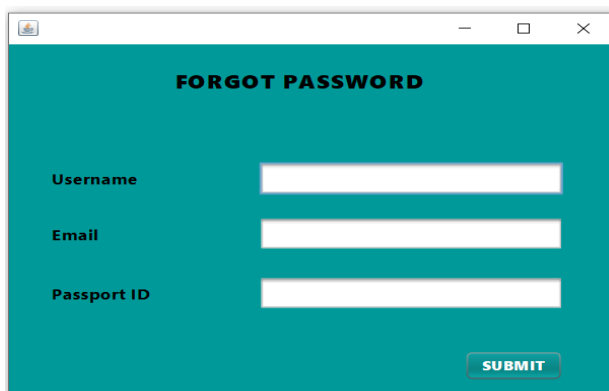 FORGOT PASSWORD
Username
Email
Passport ID
SUBMIT